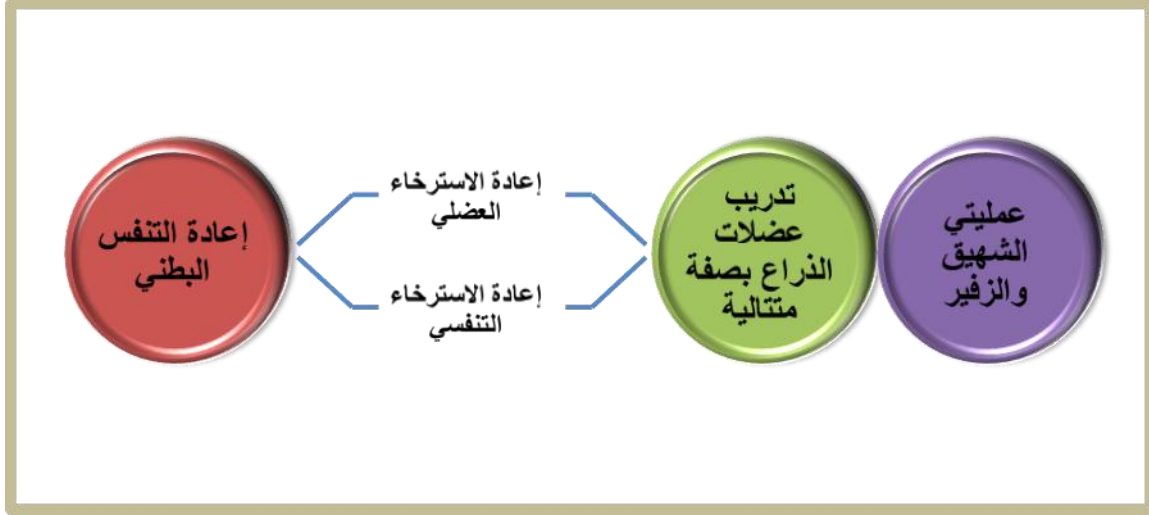 عمليتي
الشهيق
والزفير
تدريب
عضلات
الذراع بصفة
متتالية
إعادة الاسترخاء
العضلي
إعادة الاسترخاء
التنفسي
إعادة التنفس
البطني